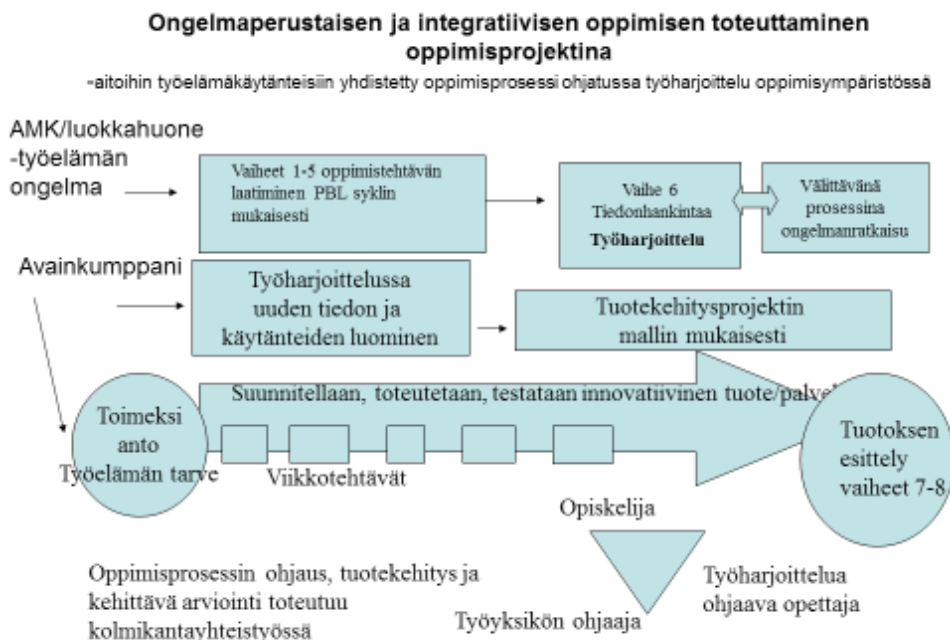 Ongelmaperustaisen ja integratiivisen oppimisen toteuttaminen
oppimisprojektina
-aitoihin työelämäkäytänteisiin yhdistetty oppimisprosessi ohjatussa työharjoittelu oppimisympäristössä
AMK/luokkahuone
-työelämän
ongelma
Vaiheet 1-5 oppimistehtävän
laatiminen PBL syklin
mukaisesti
Vaihe 6
Tiedonhankintaa
Työharjoittelu
Välittävänä
prosessina
ongelmanratkaisu
Avainkumppani
Työharjoittelussa
uuden tiedon ja
käytänteiden luominen
Tuotekehitysprojektin
mallin mukaisesti
Suunnitellaan, toteutetaan, testataan innovatiivinen tuote/palvel
Toimeksi
anto
Työelämän tarve
Viikkotehtävät
Tuotoksen
esittely
vaiheet 7-8
Opiskelija
Oppimisprosessin ohjaus, tuotekehitys ja
kehittävä arviointi toteutuu
kolmikantayhteistyössä
Työyksikön ohjaaja
Työharjoittelua
ohjaava opettaja